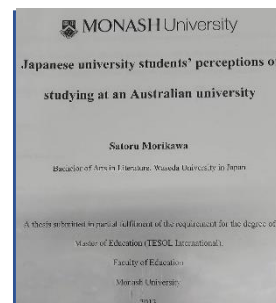 MONASH University
Japanese university students' perceptions of
studying at an Australian university
Satoru Morikawa
Bachelor of Arts in Literature, Waseda University in Japan
A thesis submitted in partial fulfilment of the requirement for the degree of
Master of Education (TESOL International).
Faculty of Education
Monash University
2013